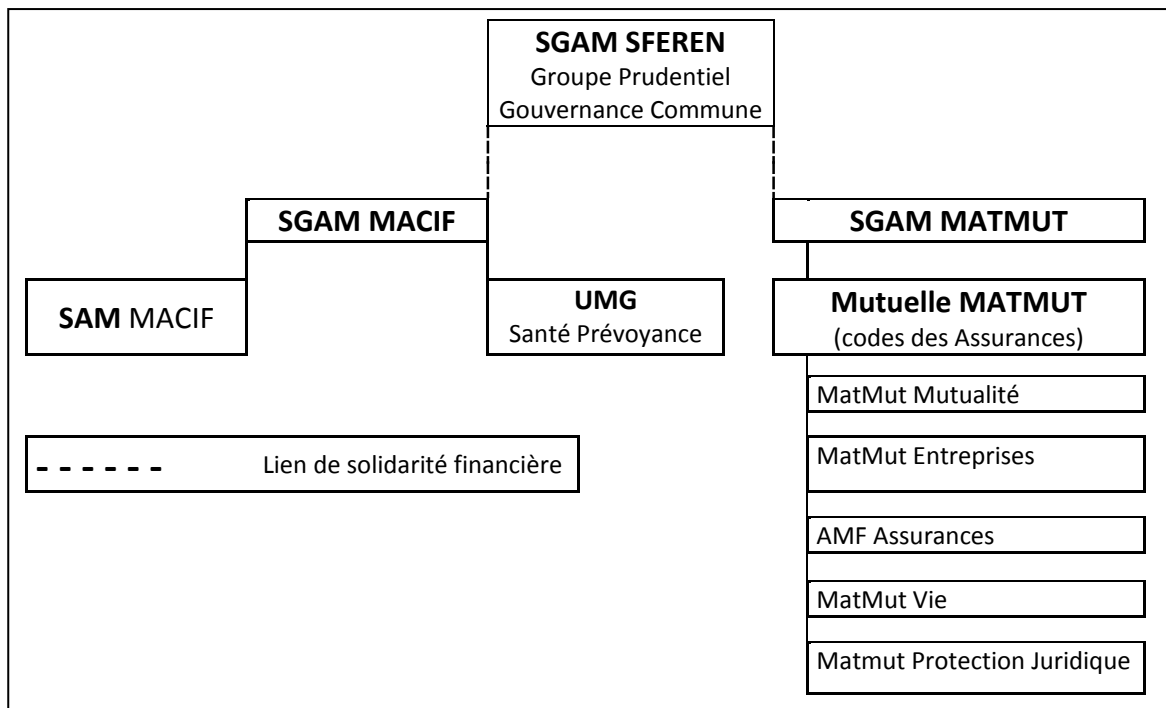 SGAM SFEREN
Groupe Prudentiel
Gouvernance Commune
SGAM MACIF
SGAM MATMUT
SAM MACIF
UMG
Santé Prévoyance
Mutuelle MATMUT
(codes des Assurances)
MatMut Mutualité
Lien de solidarité financière
MatMut Entreprises
AMF Assurances
MatMut Vie
Matmut Protection Juridique